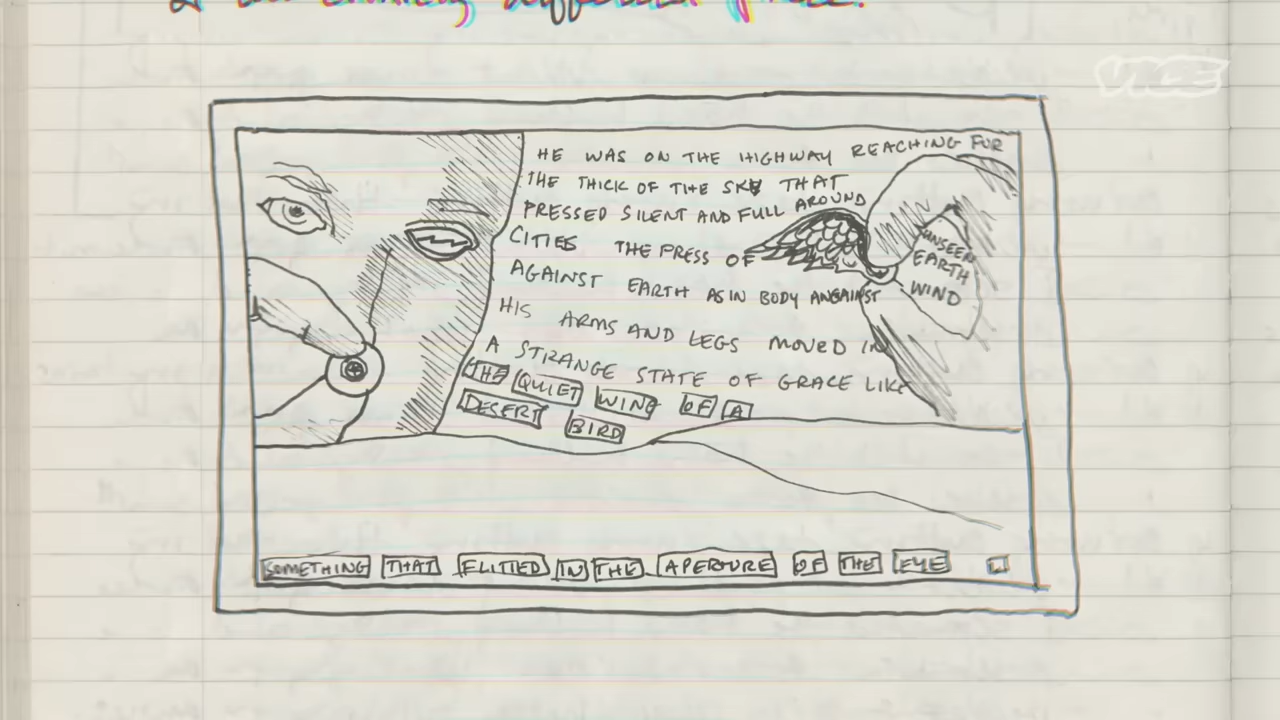 different
VICE
HE WAS ON THE HIGHWAY REACHING FOR
THE THICK OF THE SKY THAT
PRESSED SILENT AND FULL AROUND
CITIES THE PRESS OF
AGAINST EARTH AS IN BODY ANGAINST
HIS ARMS AND LEGS MOVED IN
A STRANGE STATE OF GRACE LIKE
THE QUIET WING OF A
DESERT BIRD
UNSEEN
EARTH
WIND
SOMETHING THAT FLITTED IN THE APERTURE OF THE EYE